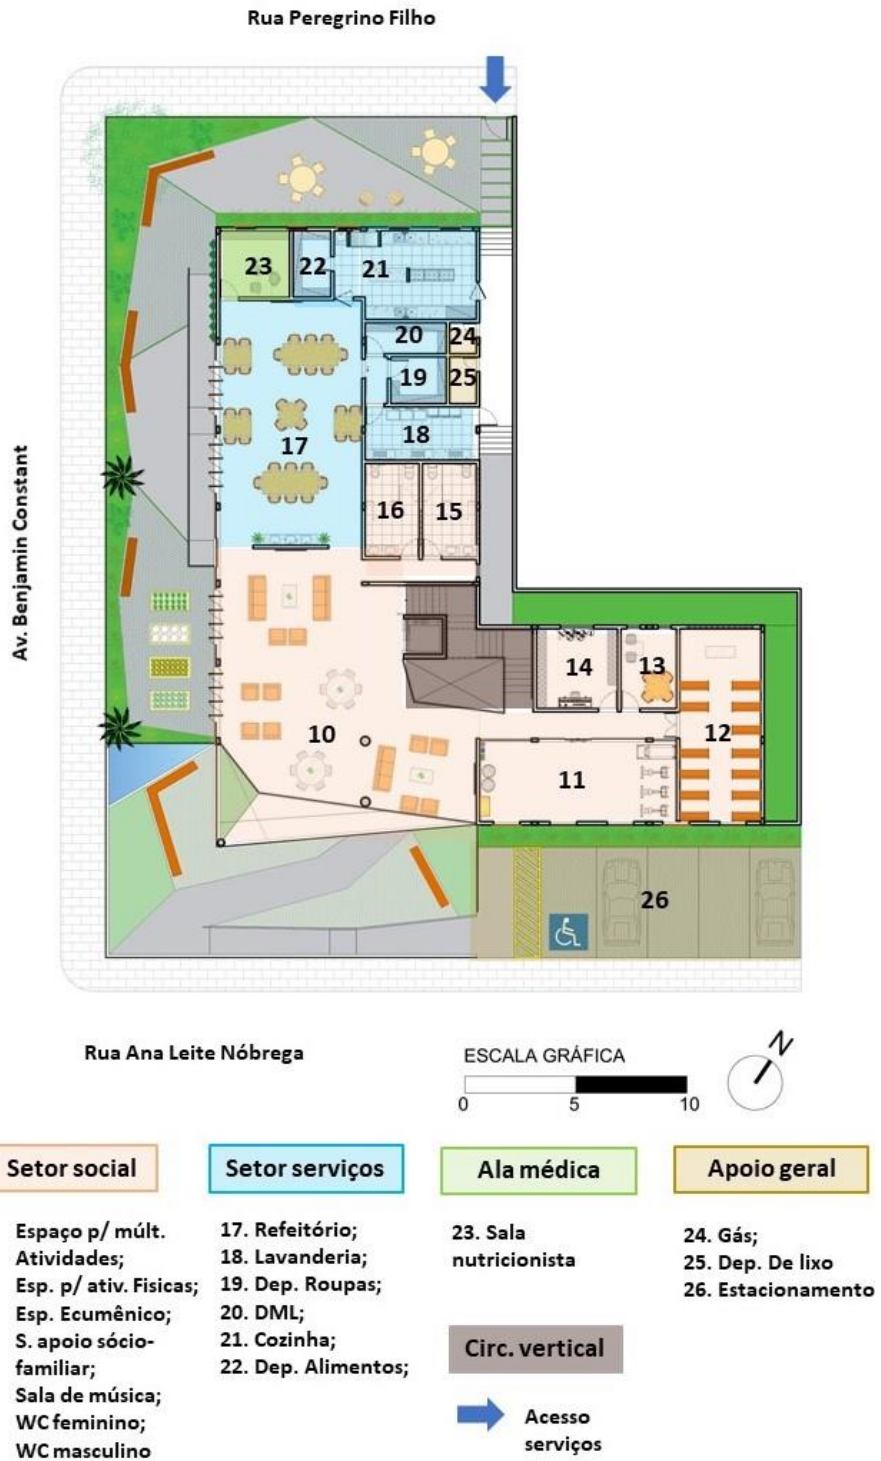 Rua Peregrino Filho
23
22
21
20
24
19
25
17
18
16
15
Av. Benjamin Constant
14
13
12
10
11
26
Rua Ana Leite Nóbrega
ESCALA GRÁFICA
0 5 10
N
Setor social
Espaço p/ múlt.
Atividades;
Esp. p/ ativ. Fisicas;
Esp. Ecumênico;
S. apoio sócio-
familiar;
Sala de música;
WC feminino;
WC masculino
Setor serviços
17. Refeitório;
18. Lavanderia;
19. Dep. Roupas;
20. DML;
21. Cozinha;
22. Dep. Alimentos;
Ala médica
23. Sala
nutricionista
Circ. vertical
Acesso
serviços
Apoio geral
24. Gás;
25. Dep. De lixo
26. Estacionamento